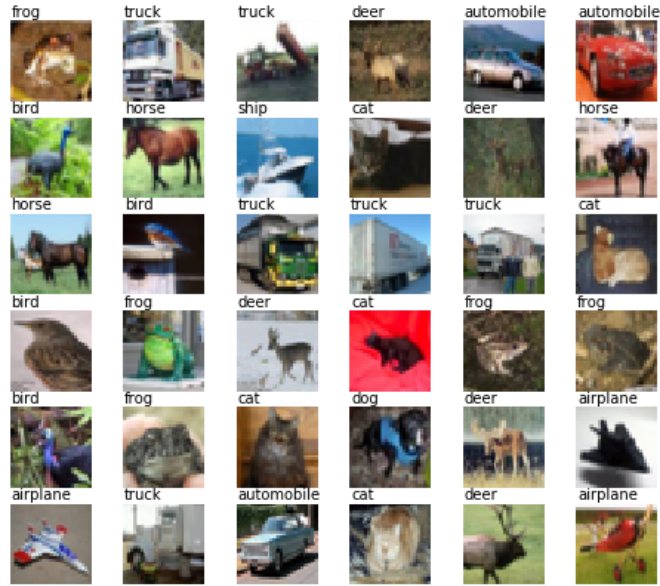 frog truck truck deer automobile automobile
bird horse ship cat deer horse
horse bird truck truck truck cat
bird frog deer cat frog frog
bird frog cat dog deer airplane
airplane truck automobile cat deer airplane